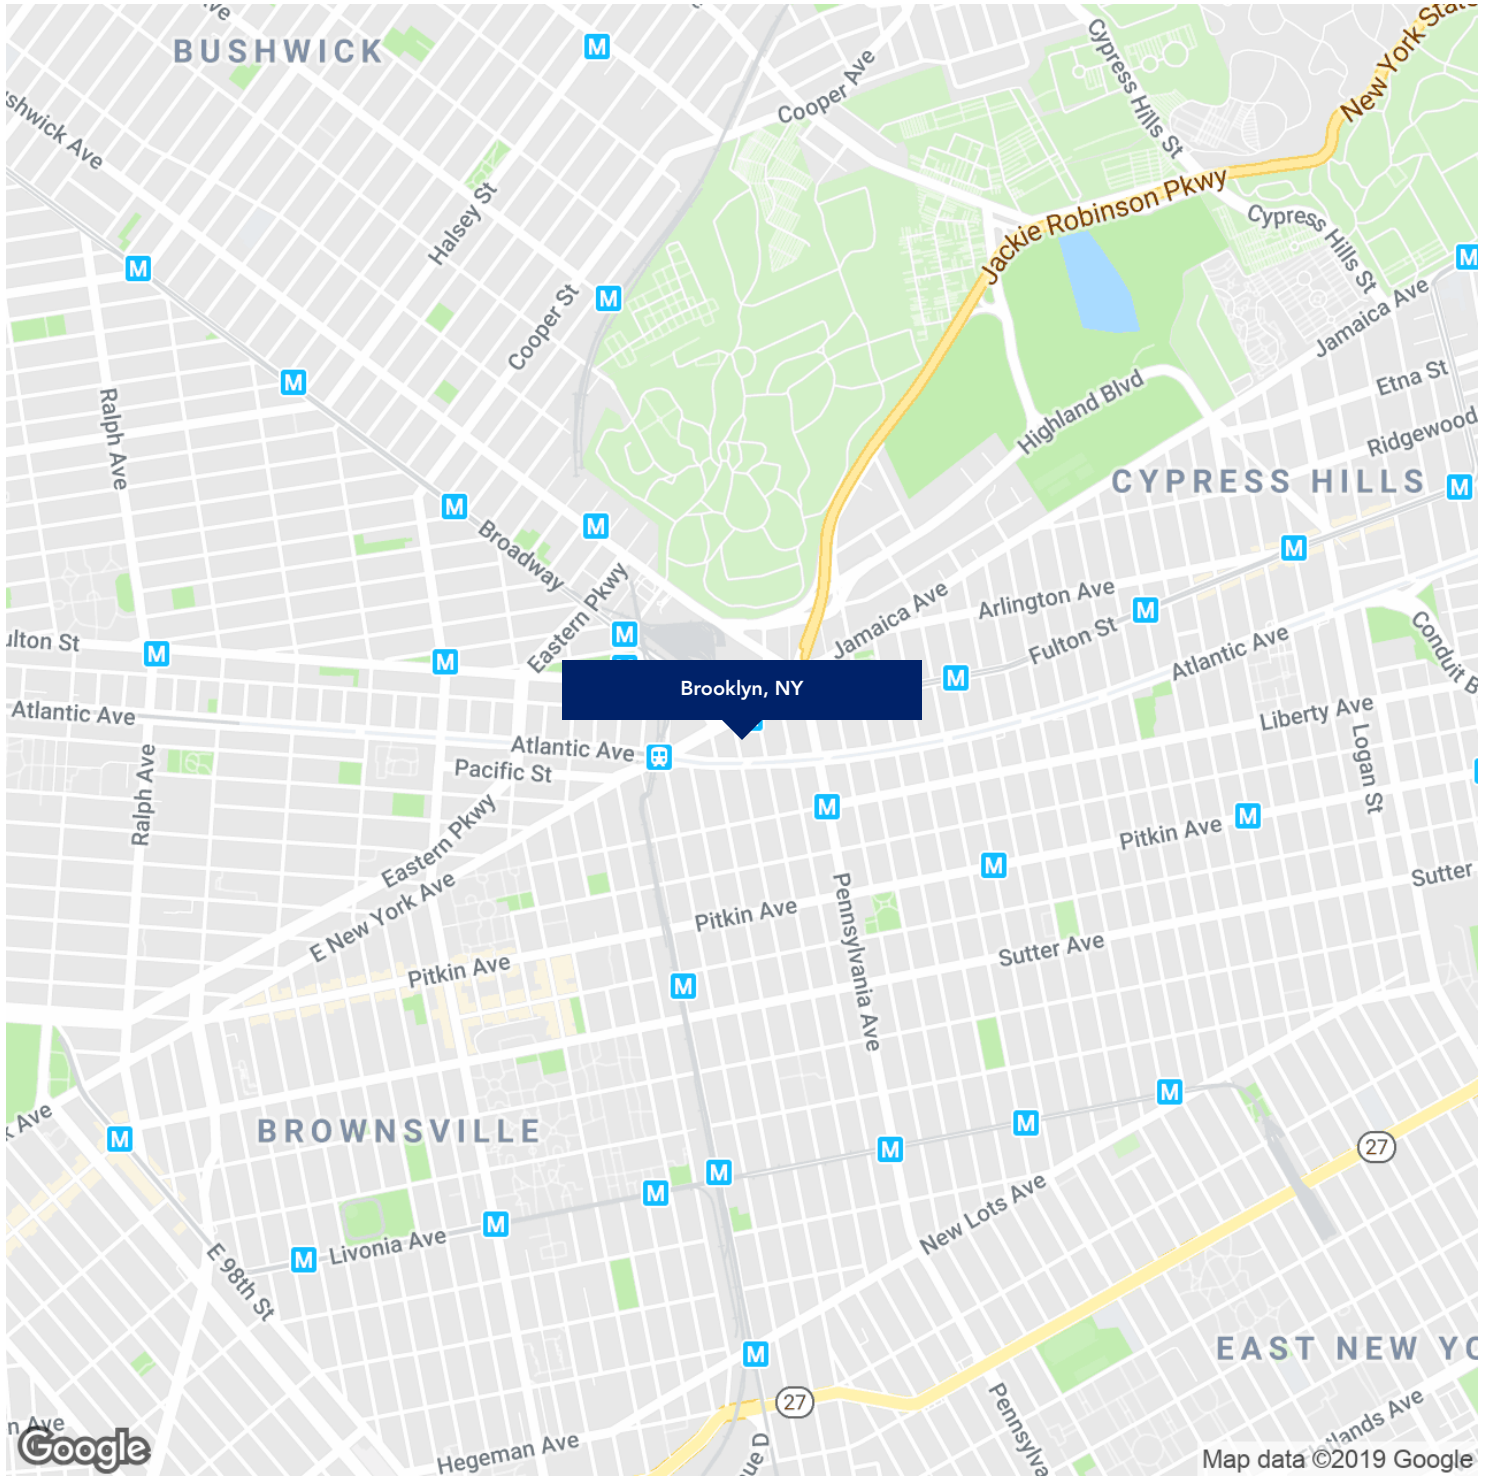 BUSHWICK
M
ve
Cooper Ave
Cypress Hills St
New York State
shwick Ave
Halsey St
Jackie Robinson Pkwy
Cypress Hills St
M
M
M
Cooper St
Jamaica Ave
M
Ralph Ave
Highland Blvd
Etna St
Ridgewood
CYPRESS HILLS
M
M
M
Broadway
M
Eastern Pkwy
Jamaica Ave
Arlington Ave
M
Conduit B
ulton St
M
M
M
Fulton St
Atlantic Ave
M
Brooklyn, NY
Atlantic Ave
Liberty Ave
Atlantic Ave
Pacific St
Ralph Ave
Logan St
M
Eastern Pkwy
M
Pitkin Ave
M
E New York Ave
Pitkin Ave
Pennsylvania Ave
Sutter
Pitkin Ave
Sutter Ave
M
M
k Ave
M
BROWNSVILLE
M
M
27
M
M
M
Livonia Ave
M
New Lots Ave
E 98th St
M
EAST NEW YO
27
Pennsylva
n Ave
Hegeman Ave
ue D
Flatlands Ave
Google
Map data ©2019 Google